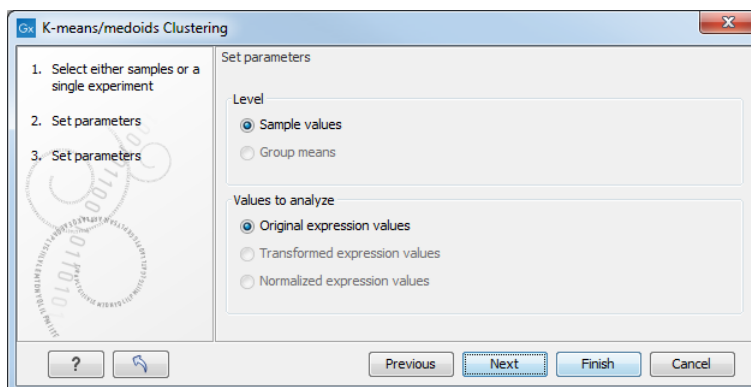 Gx K-means/medoids Clustering
x
1. Select either samples or a
single experiment
2. Set parameters
3. Set parameters
Set parameters
Level
Sample values
Group means
Values to analyze
Original expression values
Transformed expression values
Normalized expression values
?
Previous
Next
Finish
Cancel